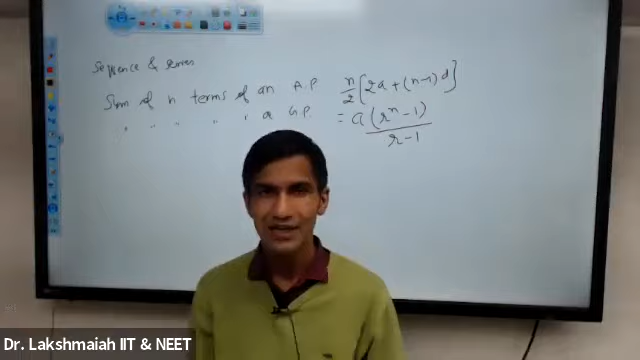 Sequence & Series
Sum of n terms of an A.P n/2[2a+(n-1)d]
" " " " " a G.P. = a(r^n-1)/r-1
Dr. Lakshmaiah IIT & NEET